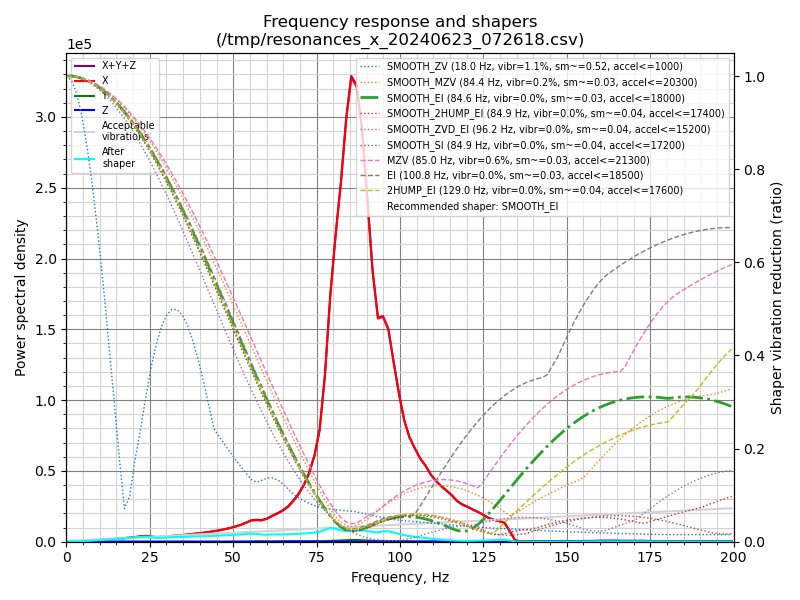 Frequency response and shapers
(/tmp/resonances_x_20240623_072618.csv)
1e5
X+Y+Z
X
Y
Z
Acceptable
vibrations
After
shaper
SMOOTH_ZV (18.0 Hz, vibr=1.1%, sm~=0.52, accel<=1000)
SMOOTH_MZV (84.4 Hz, vibr=0.2%, sm~=0.03, accel<=20300)
SMOOTH_EI (84.6 Hz, vibr=0.0%, sm~=0.03, accel<=18000)
SMOOTH_2HUMP_EI (84.9 Hz, vibr=0.0%, sm~=0.04, accel<=17400)
SMOOTH_ZVD_EI (96.2 Hz, vibr=0.0%, sm~=0.04, accel<=15200)
SMOOTH_SI (84.9 Hz, vibr=0.0%, sm~=0.04, accel<=17200)
MZV (85.0 Hz, vibr=0.6%, sm~=0.03, accel<=21300)
EI (100.8 Hz, vibr=0.0%, sm~=0.03, accel<=18500)
2HUMP_EI (129.0 Hz, vibr=0.0%, sm~=0.04, accel<=17600)
Recommended shaper: SMOOTH_EI
Power spectral density
3.0
2.5
2.0
1.5
1.0
0.5
0.0
Shaper vibration reduction (ratio)
1.0
0.8
0.6
0.4
0.2
0.0
0 25 50 75 100 125 150 175 200
Frequency, Hz